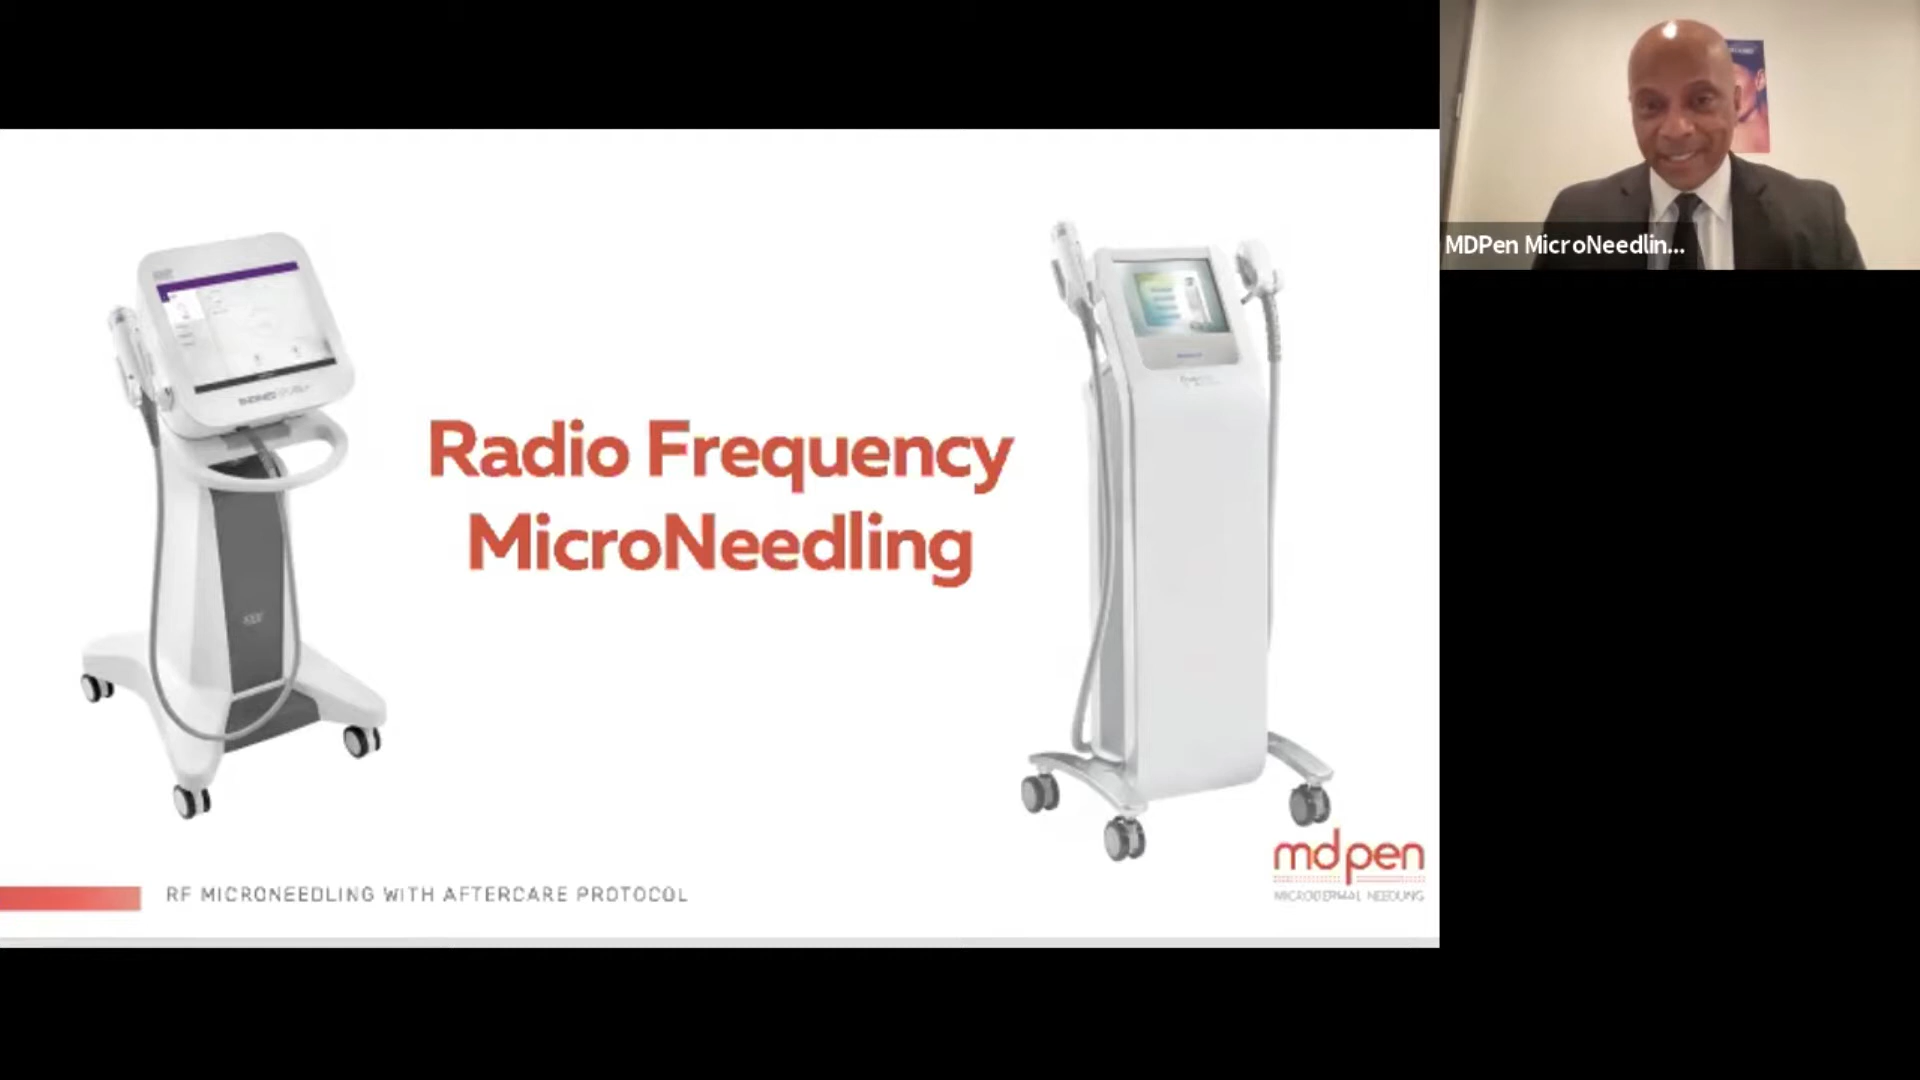 Radio Frequency
MicroNeedling
RF MICRONEEDLING WITH AFTERCARE PROTOCOL
mdpen
MICRODERMAL NEEDLING
MDPen MicroNeedlin...